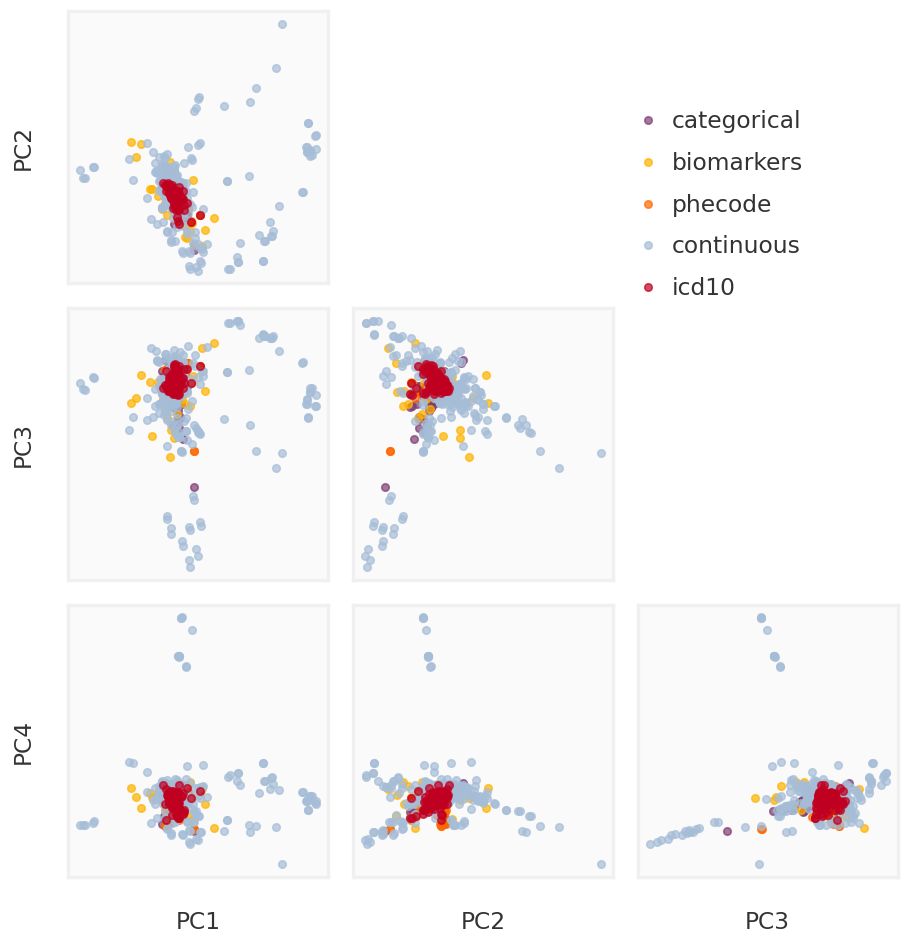 PC2
categorical
biomarkers
phecode
continuous
icd10
PC3
PC4
PC1
PC2
PC3